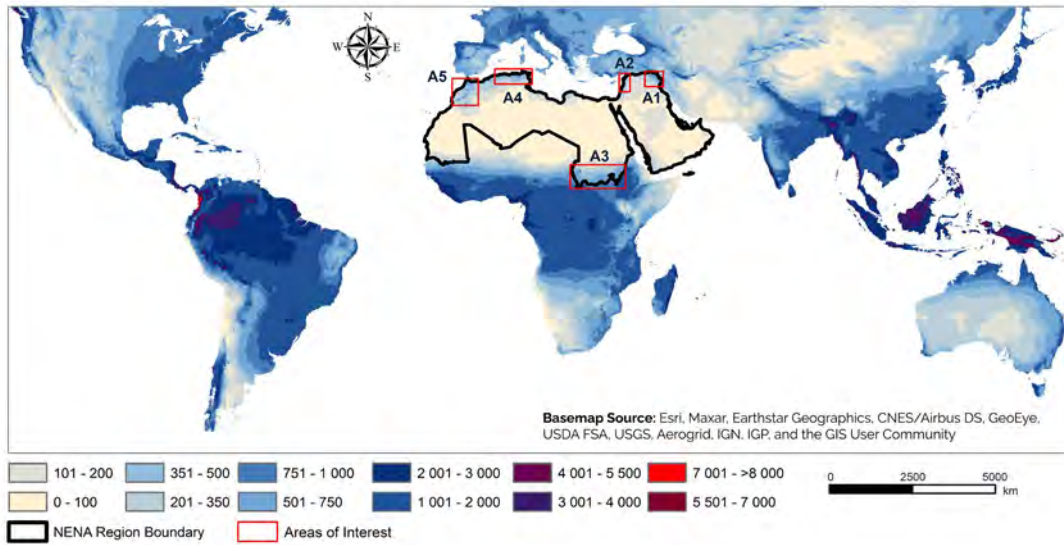 N
W E
S
A2
A5
A4
A1
A3
Basemap Source: Esri, Maxar, Earthstar Geographics, CNES/Airbus DS, GeoEye,
USDA FSA, USGS, Aerogrid, IGN, IGP, and the GIS User Community
101 - 200 351 - 500 751 - 1 000 2 001 - 3 000 4 001 - 5 500 7 001 - >8 000
0 - 100 201 - 350 501 - 750 1 001 - 2 000 3 001 - 4 000 5 501 - 7 000
0 2500 5000
km
NENA Region Boundary Areas of Interest